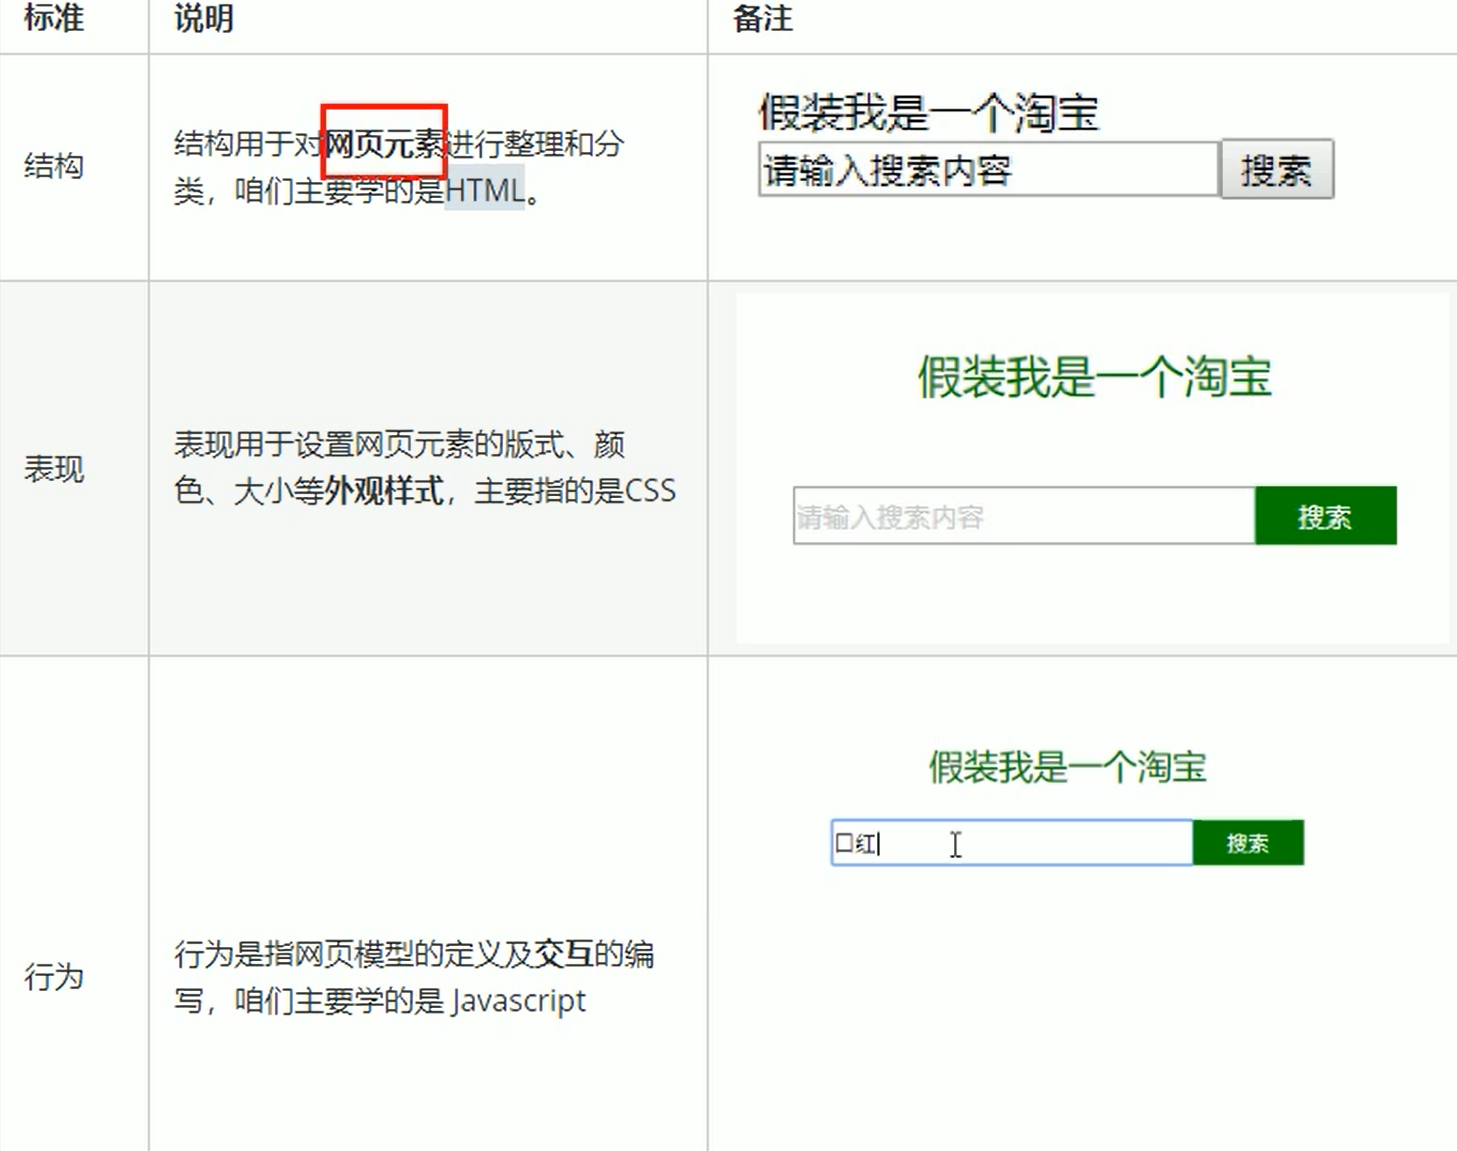 标准
说明
备注
结构
结构用于对网页元素进行整理和分
类，咱们主要学的是HTML。
假装我是一个淘宝
请输入搜索内容
搜索
表现
表现用于设置网页元素的版式、颜
色、大小等外观样式，主要指的是CSS
假装我是一个淘宝
请输入搜索内容
搜索
行为
行为是指网页模型的定义及交互的编
写，咱们主要学的是 Javascript
假装我是一个淘宝
口红
搜索